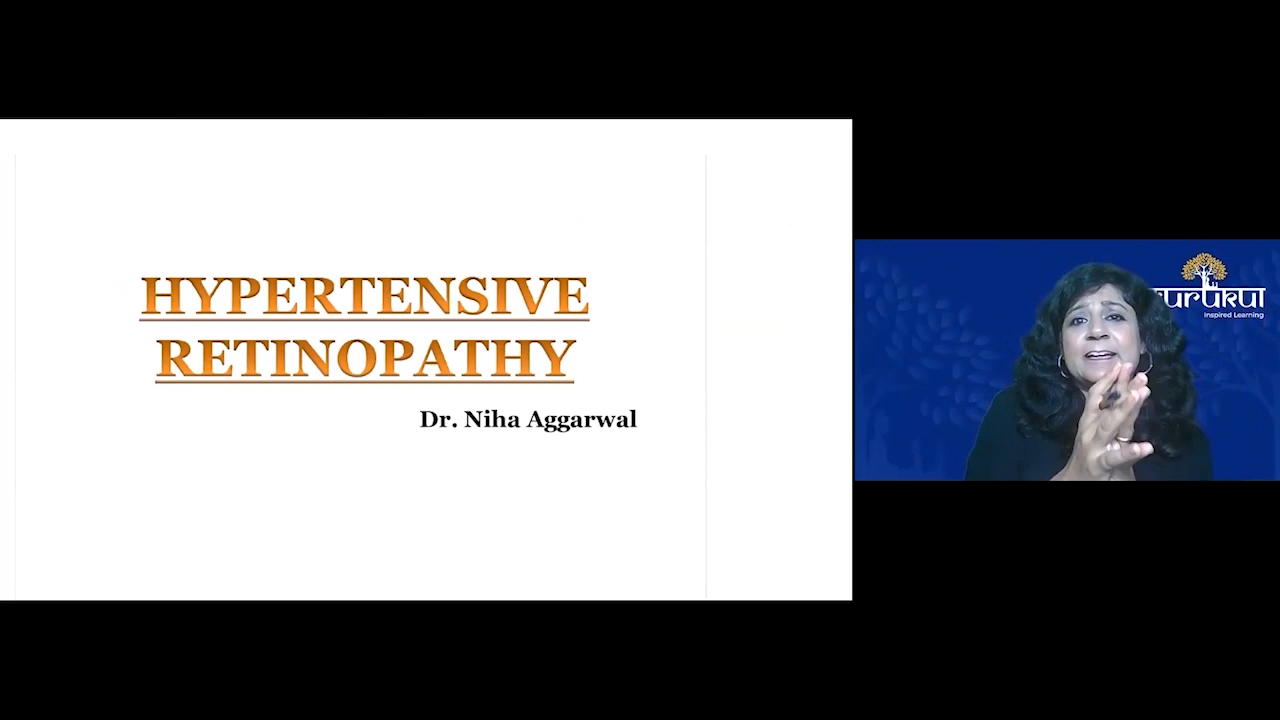 HYPERTENSIVE
RETINOPATHY
Dr. Niha Aggarwal
Inspired Learning